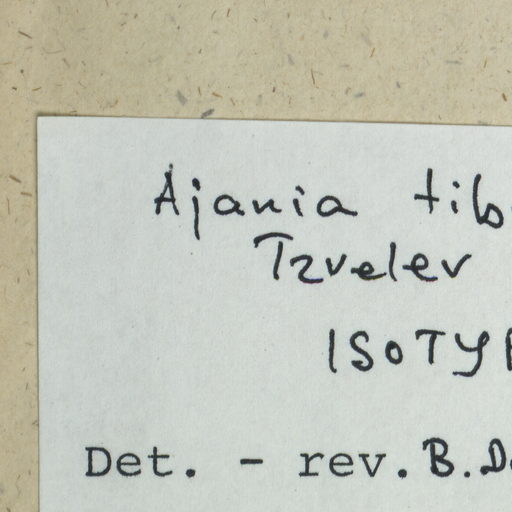 Ajania tib
Tzvelev
ISOTYP
Det. - rev. B. D